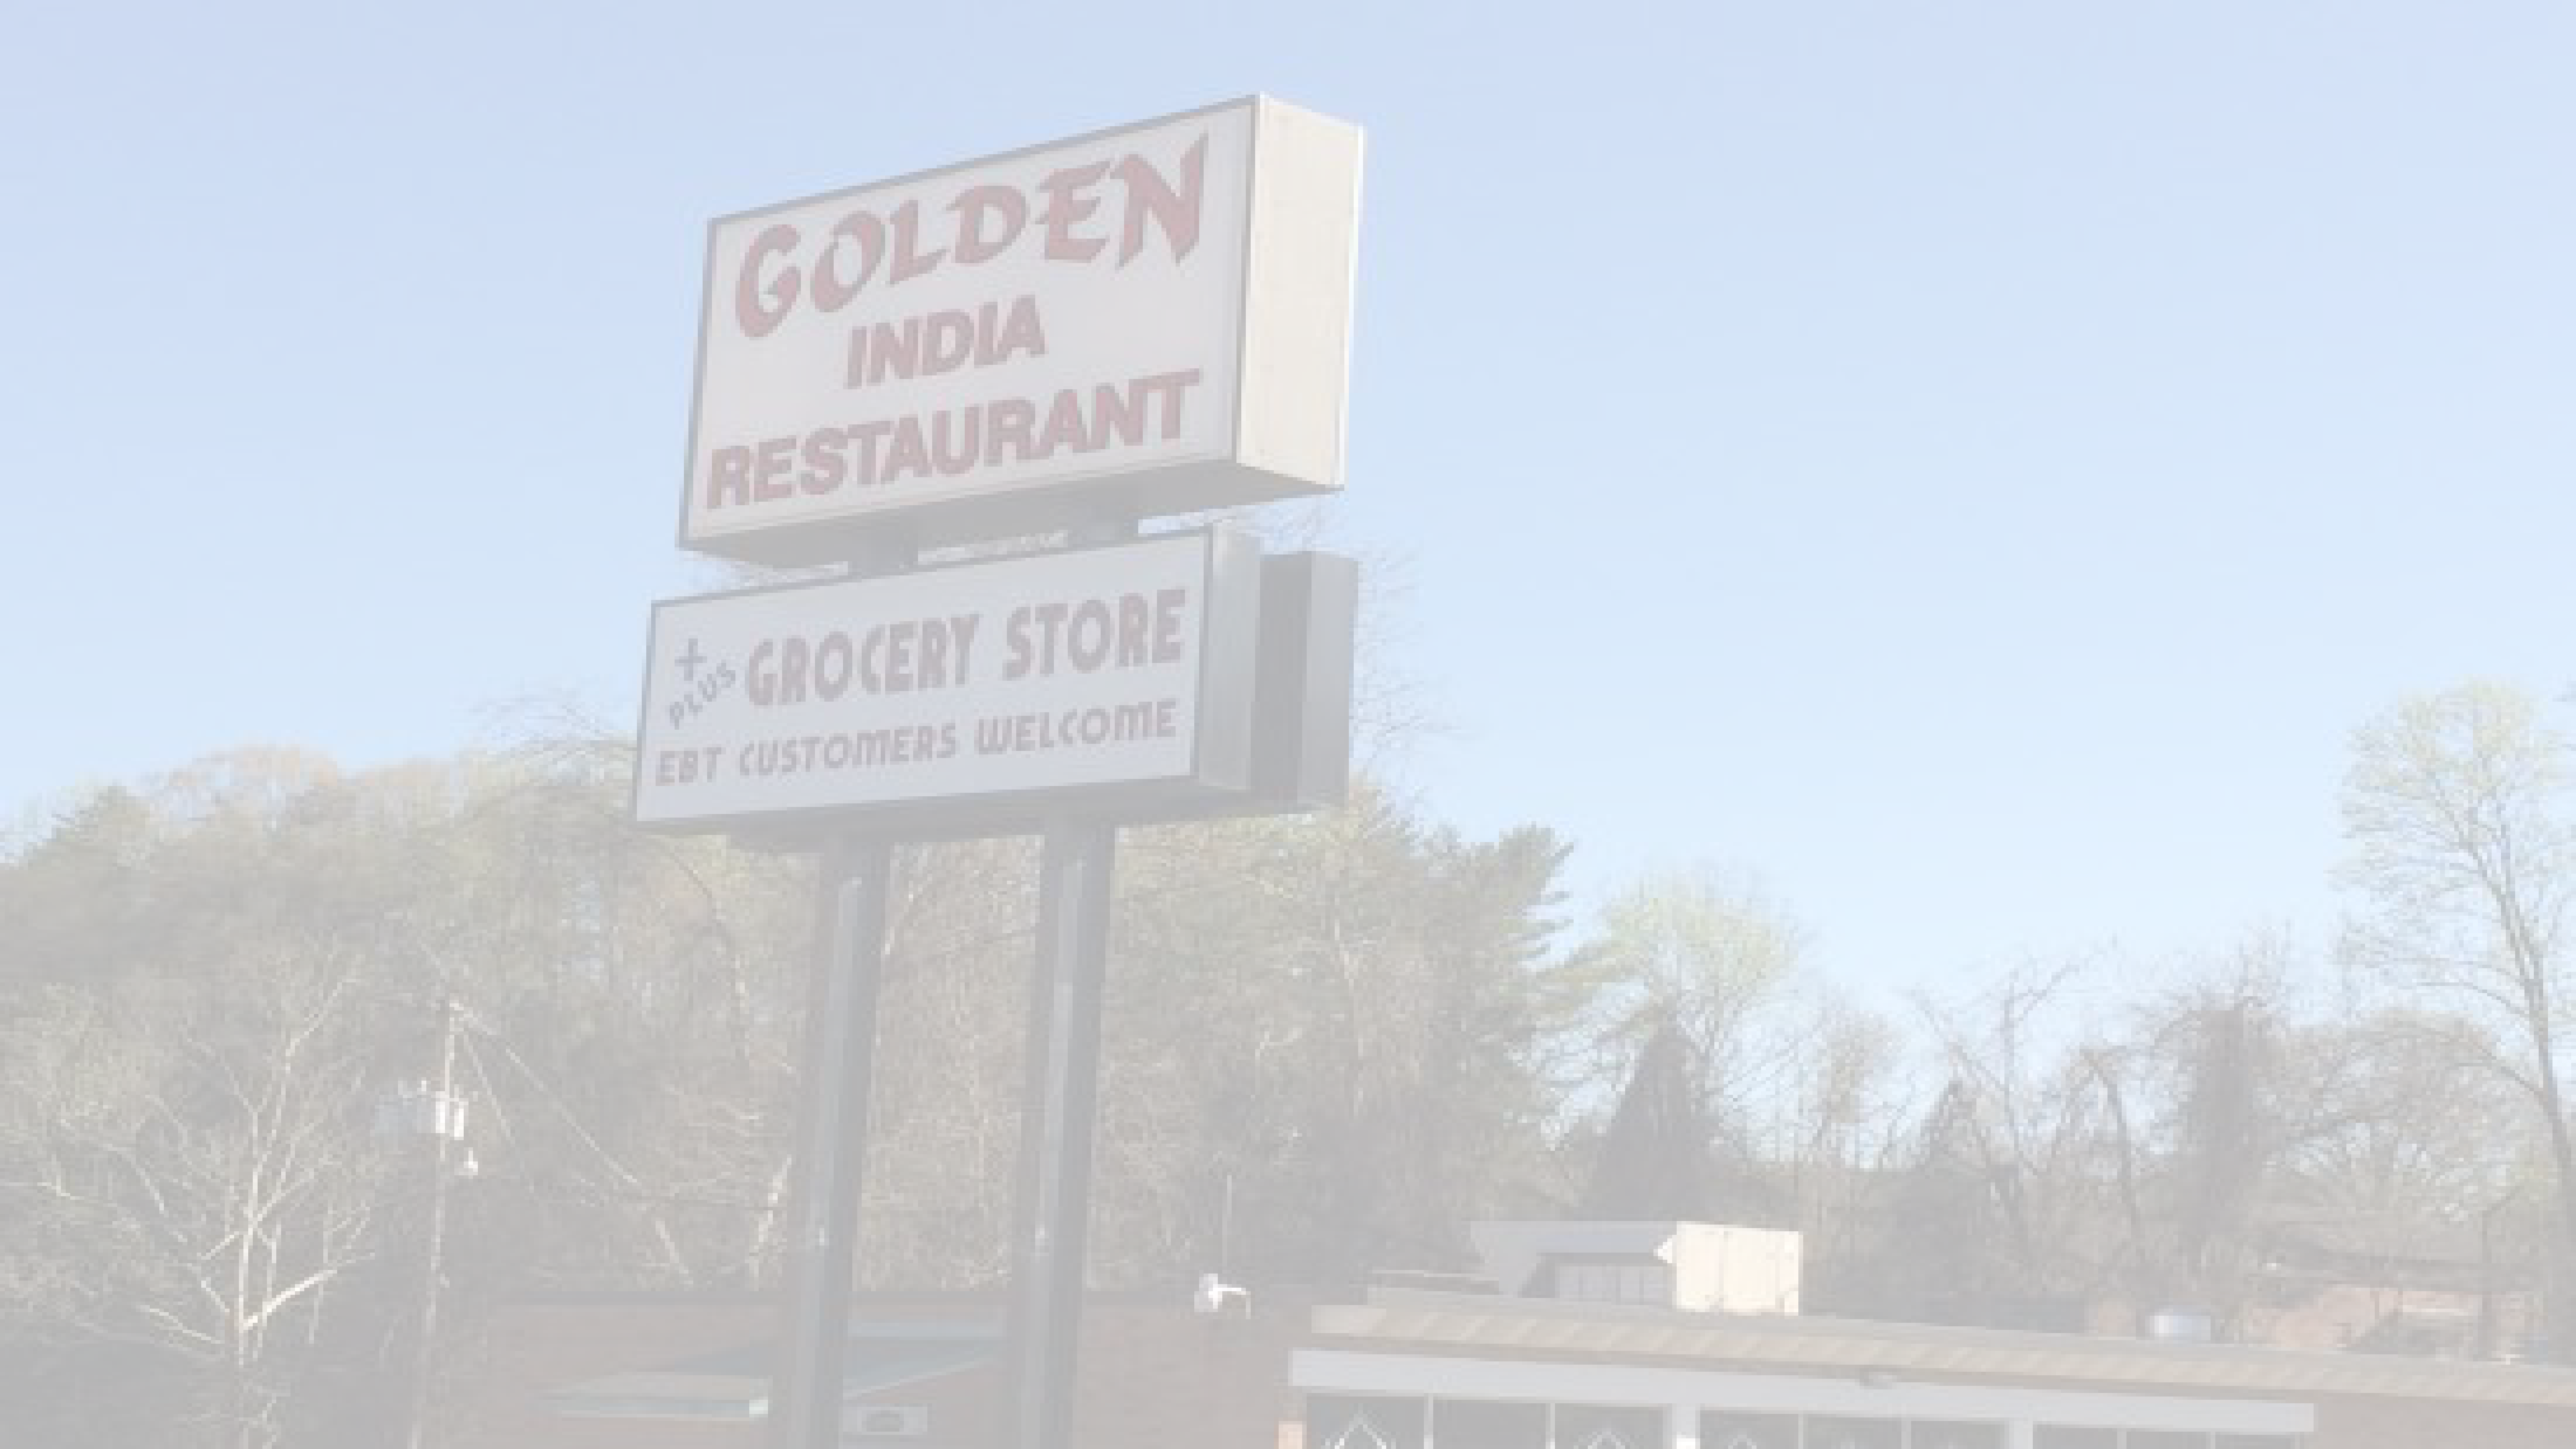 GOLDEN
INDIA
RESTAURANT
+
PLUS
GROCERY STORE
EBT CUSTOMERS WELCOME